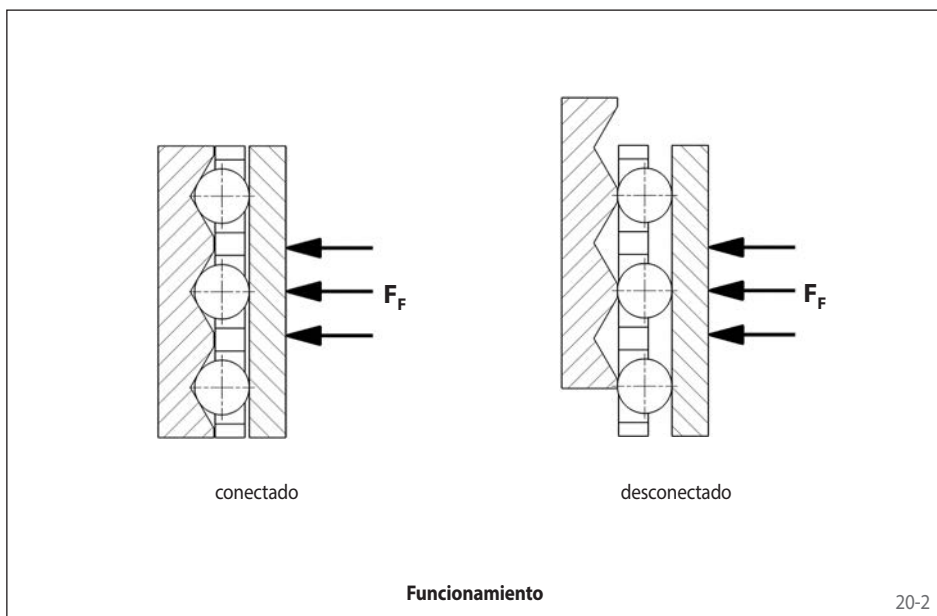 F_F
F_F
conectado
desconectado
Funcionamiento
20-2